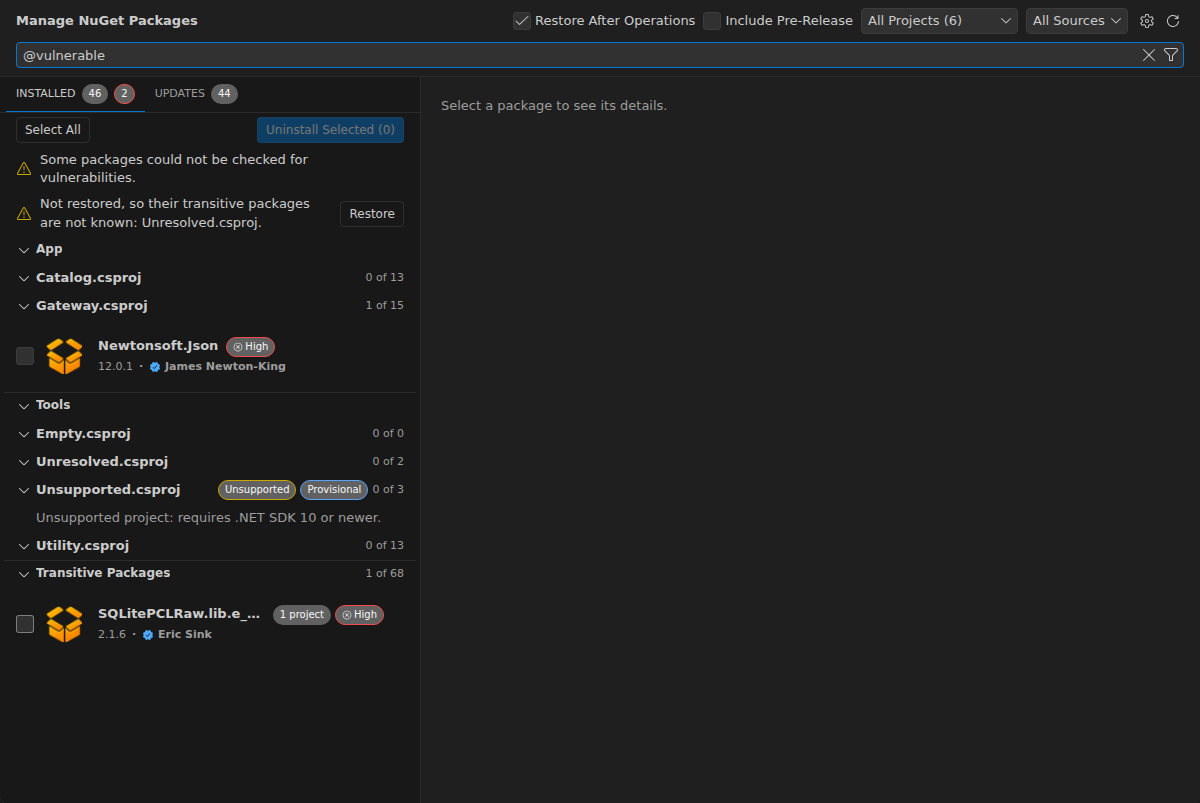 Manage NuGet Packages
Restore After Operations
Include Pre-Release
All Projects (6)
All Sources
@vulnerable
INSTALLED 46 2 UPDATES 44
Select All
Uninstall Selected (0)
Some packages could not be checked for
vulnerabilities.
Not restored, so their transitive packages
are not known: Unresolved.csproj.
Restore
App
Catalog.csproj 0 of 13
Gateway.csproj 1 of 15
Newtonsoft.Json High
12.0.1 · James Newton-King
Tools
Empty.csproj 0 of 0
Unresolved.csproj 0 of 2
Unsupported.csproj Unsupported Provisional 0 of 3
Unsupported project: requires .NET SDK 10 or newer.
Utility.csproj 0 of 13
Transitive Packages 1 of 68
SQLitePCLRaw.lib.e_… 1 project High
2.1.6 · Eric Sink
Select a package to see its details.